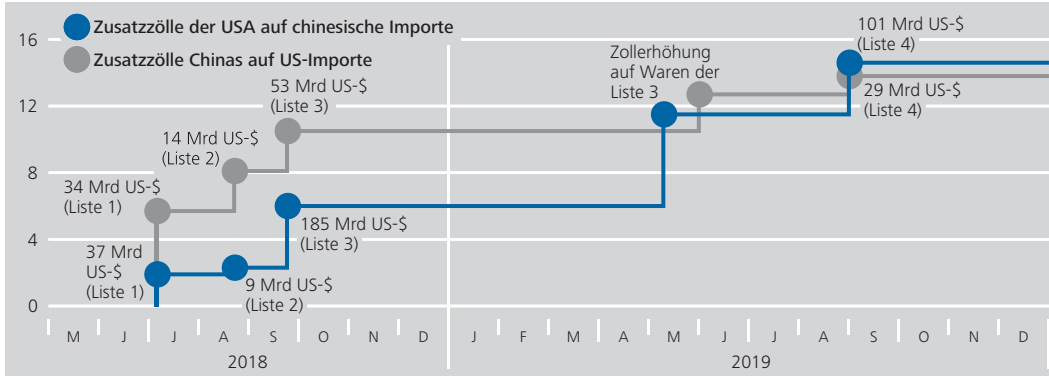 Zusatzzölle der USA auf chinesische Importe
Zusatzzölle Chinas auf US-Importe
16
12
8
4
0
34 Mrd US-$
(Liste 1)
37 Mrd
US-$
(Liste 1)
14 Mrd US-$
(Liste 2)
9 Mrd US-$
(Liste 2)
53 Mrd US-$
(Liste 3)
185 Mrd US-$
(Liste 3)
Zollerhöhung
auf Waren der
Liste 3
101 Mrd US-$
(Liste 4)
29 Mrd US-$
(Liste 4)
M J J A S O N D J F M A M J J A S O N D
2018 2019